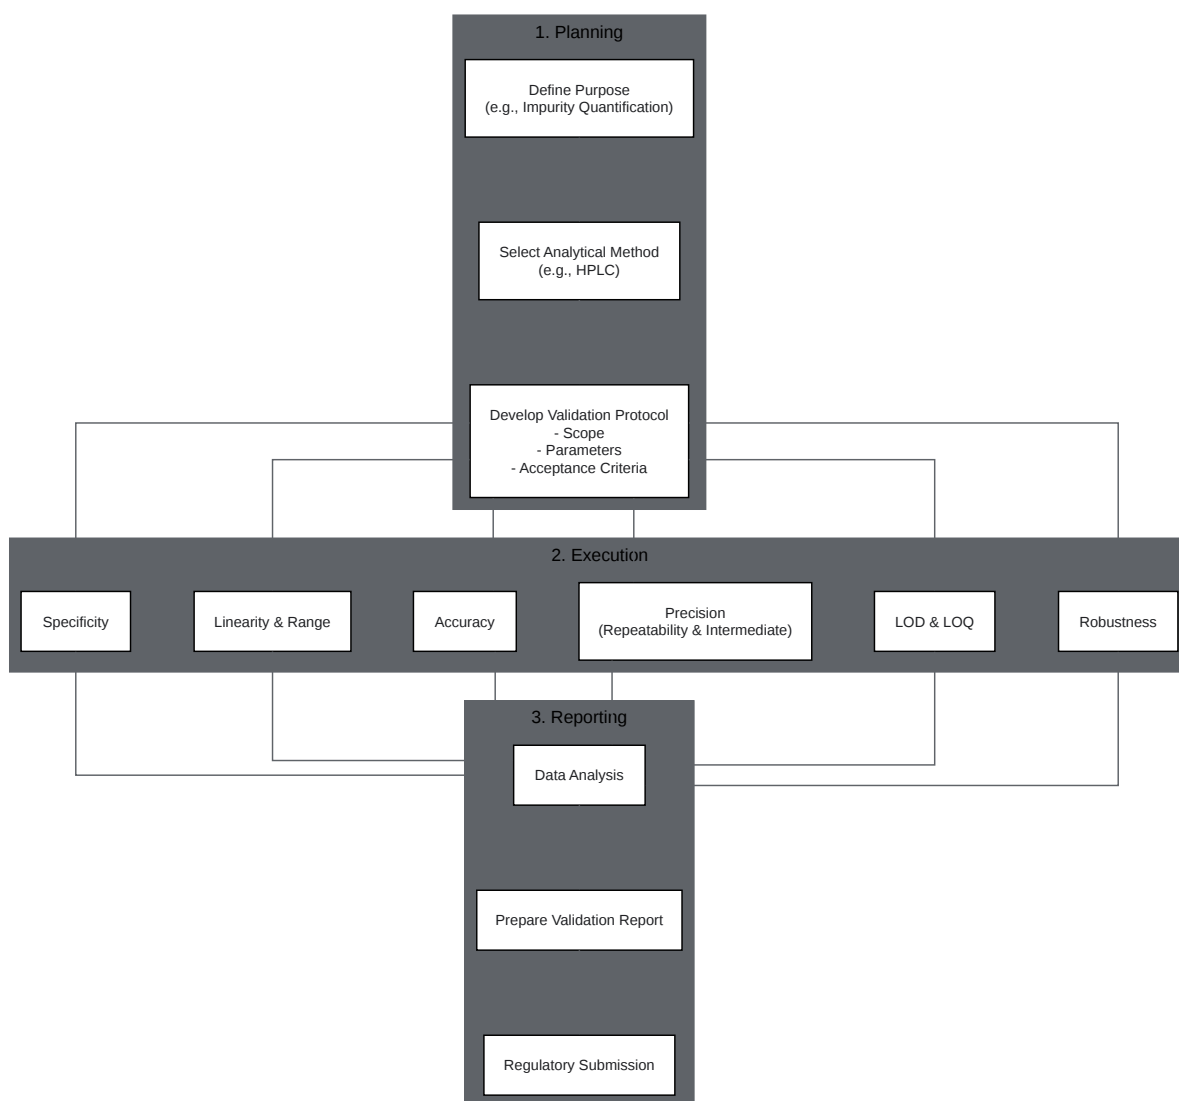 1. Planning
Define Purpose
(e.g., Impurity Quantification)
Select Analytical Method
(e.g., HPLC)
Develop Validation Protocol
- Scope
- Parameters
- Acceptance Criteria
2. Execution
Specificity
Linearity & Range
Accuracy
Precision
(Repeatability & Intermediate)
LOD & LOQ
Robustness
3. Reporting
Data Analysis
Prepare Validation Report
Regulatory Submission